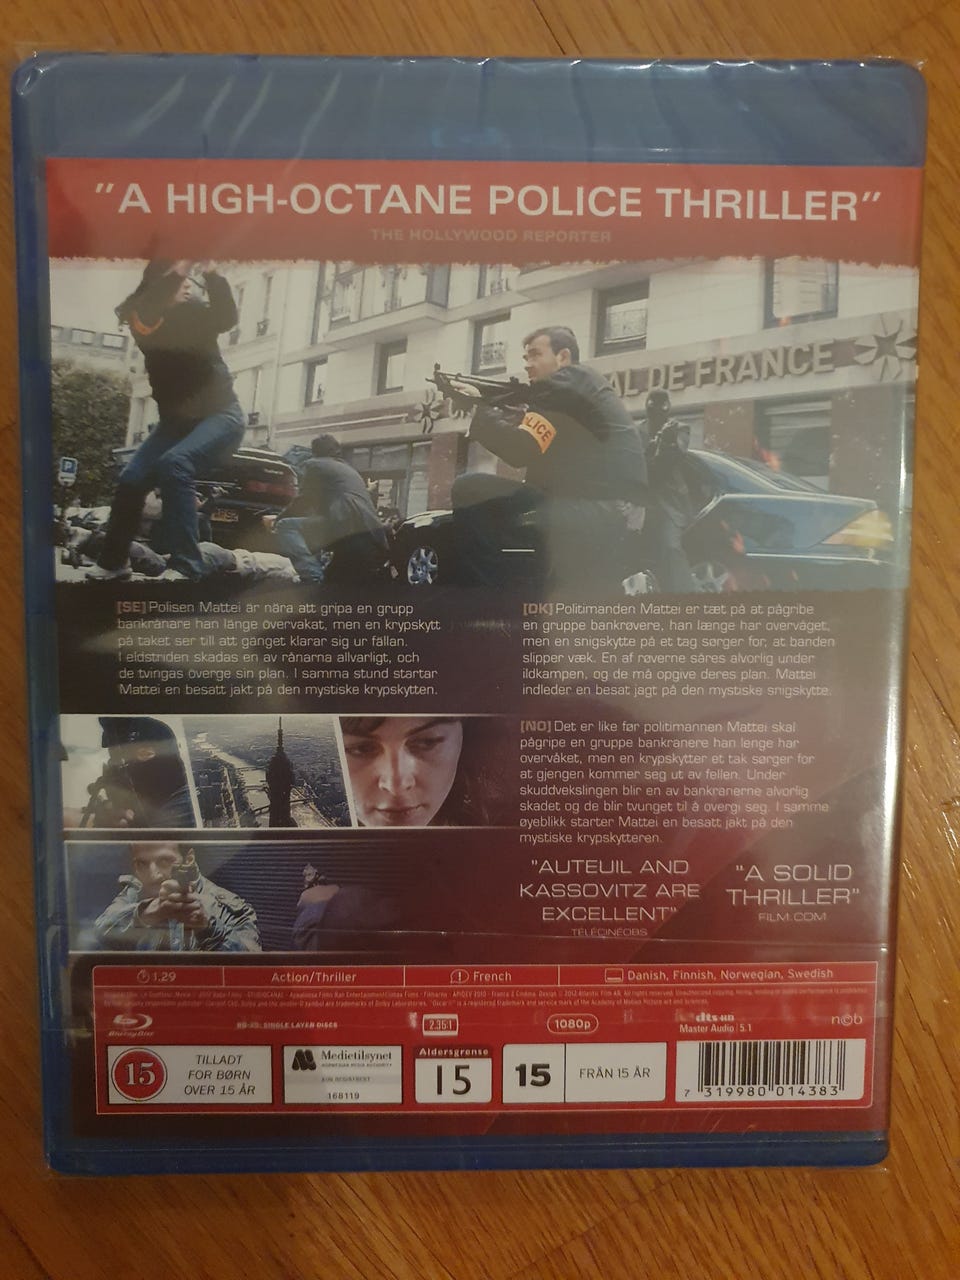 "A HIGH-OCTANE POLICE THRILLER"
THE HOLLYWOOD REPORTER
AL DE FRANCE
LICE
P
[SE] Polisen Mattei är nära att gripa en grupp
bankrånare han länge övervakat, men en krypskytt
på taket ser till att gänget klarar sig ur fällan.
I eldstriden skadas en av rånarna allvarligt, och
de tvingas överge sin plan. I samma stund startar
Mattei en besatt jakt på den mystiske krypskytten.
[DK] Politimanden Mattei er tæt på at pågribe
en gruppe bankrøvere, han længe har overvåget,
men en snigskytte på et tag sørger for, at banden
slipper væk. En af røverne såres alvorlig under
ildkampen, og de må opgive deres plan. Mattei
indleder en besat jagt på den mystiske snigskytte.
[NO] Det er like før politimannen Mattei skal
pågripe en gruppe bankranere han lenge har
overvåket, men en krypskytter et tak sørger for
at gjengen kommer seg ut av fellen. Under
skuddvekslingen blir en av bankranerne alvorlig
skadet og de blir tvunget til å overgi seg. I samme
øyeblikk starter Mattei en besatt jakt på den
mystiske krypskytteren.
"AUTEUIL AND
KASSOVITZ ARE
EXCELLENT"
TÉLÉCINÉOBS
"A SOLID
THRILLER"
FILM.COM
1.29
Action/Thriller
French
Danish, Finnish, Norwegian, Swedish
Blu-ray Disc
BD-25: SINGLE LAYER DISCS
2.35:1
1080p
dts-HD
Master Audio 5.1
ncb
15
TILLADT
FOR BØRN
OVER 15 ÅR
Medietilsynet
NORWEGIAN MEDIA AUTHORITY
168119
Aldersgrense
15
15
FRÅN 15 ÅR
7 319980 014383